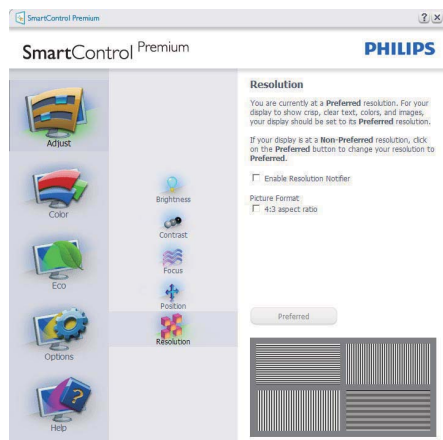 SmartControl Premium
SmartControl Premium
PHILIPS
Adjust
Color
Eco
Options
Help
Brightness
Contrast
Focus
Position
Resolution
Resolution
You are currently at a Preferred resolution. For your
display to show crisp, clear text, colors, and images,
your display should be set to its Preferred resolution.
If your display is at a Non-Preferred resolution, click
on the Preferred button to change your resolution to
Preferred.
Enable Resolution Notifier
Picture Format
4:3 aspect ratio
Preferred